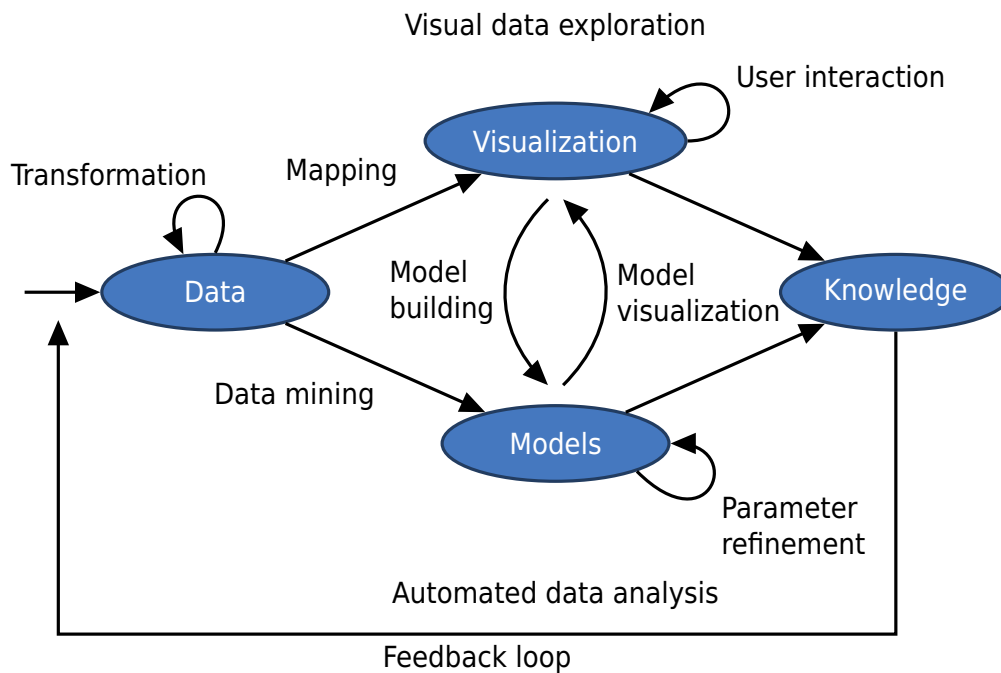 Visual data exploration
User interaction
Visualization
Transformation
Mapping
Data
Model
building
Model
visualization
Knowledge
Data mining
Models
Parameter
refinement
Automated data analysis
Feedback loop